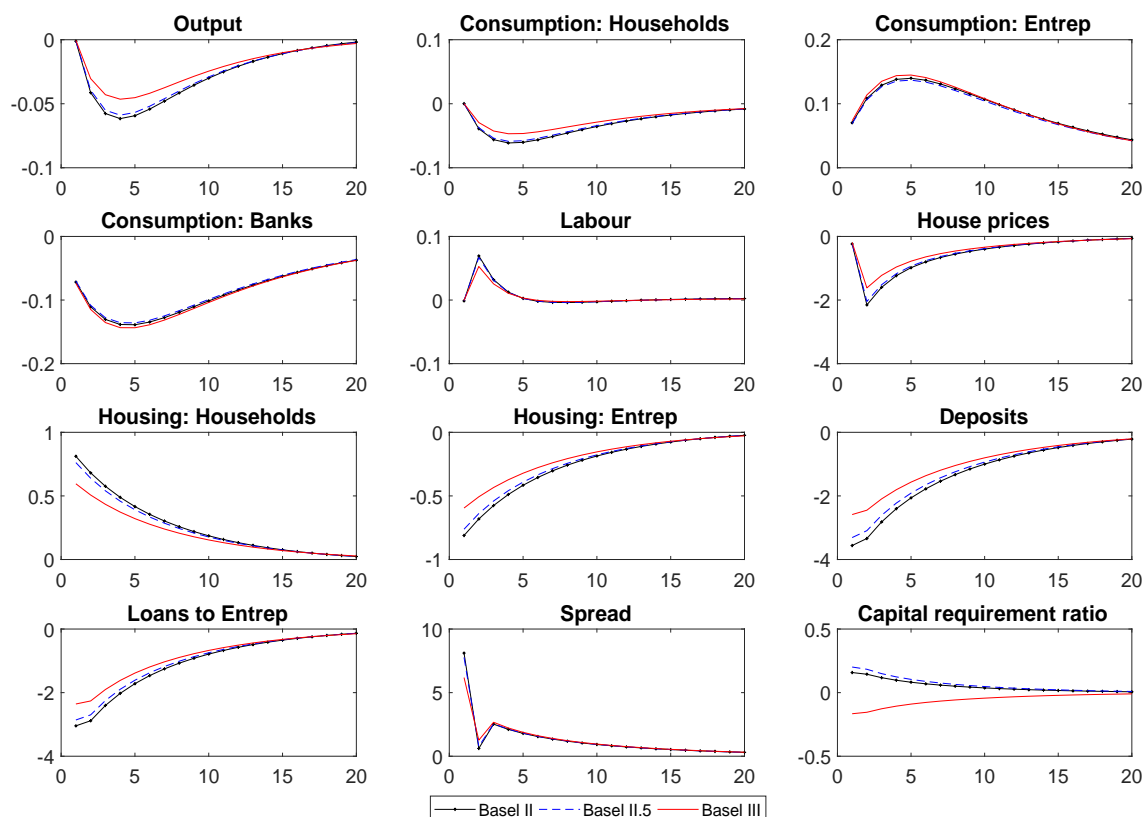 Output
Consumption: Households
Consumption: Entrep
0
-0.05
-0.1
0 5 10 15 20
0.1
0
-0.1
0 5 10 15 20
0.2
0.1
0
0 5 10 15 20
Consumption: Banks
Labour
House prices
0
-0.1
-0.2
0 5 10 15 20
0.1
0
-0.1
0 5 10 15 20
0
-2
-4
0 5 10 15 20
Housing: Households
Housing: Entrep
Deposits
1
0.5
0
0 5 10 15 20
0
-0.5
-1
0 5 10 15 20
0
-2
-4
0 5 10 15 20
Loans to Entrep
Spread
Capital requirement ratio
0
-2
-4
0 5 10 15 20
10
5
0
0 5 10 15 20
0.5
0
-0.5
0 5 10 15 20
Basel II Basel II.5 Basel III